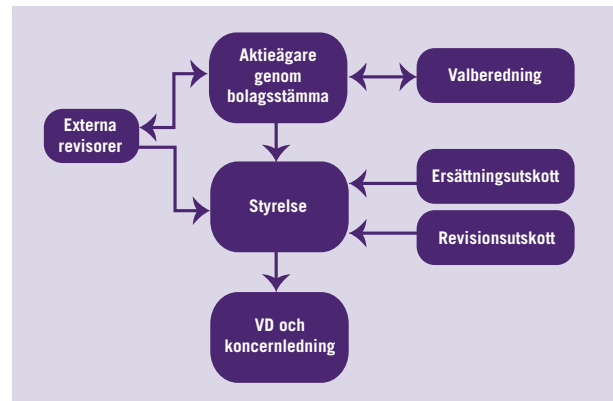 Aktieägare
genom
bolagsstämma
Valberedning
Externa
revisorer
Ersättningsutskott
Styrelse
Revisionsutskott
VD och
koncernledning